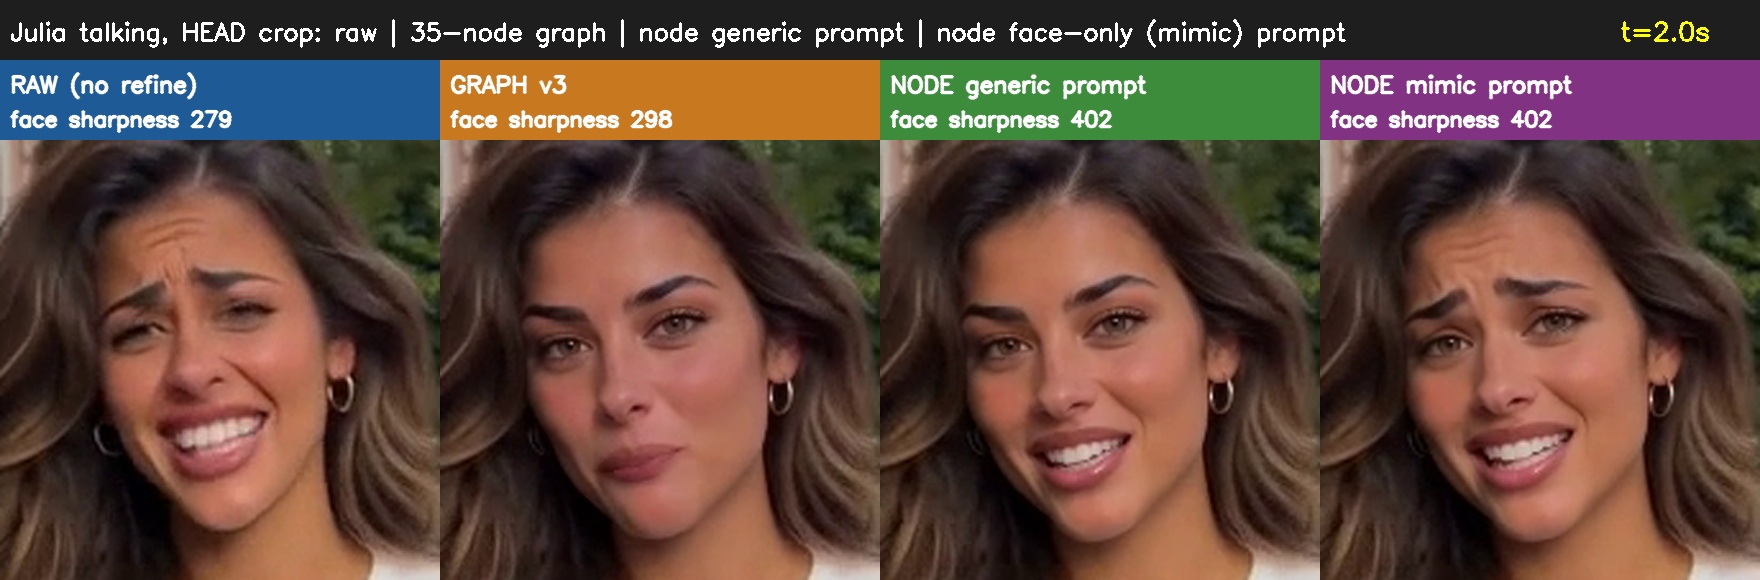 Julia talking, HEAD crop: raw | 35-node graph | node generic prompt | node face-only (mimic) prompt t=2.0s
RAW (no refine)
face sharpness 279
GRAPH v3
face sharpness 298
NODE generic prompt
face sharpness 402
NODE mimic prompt
face sharpness 402